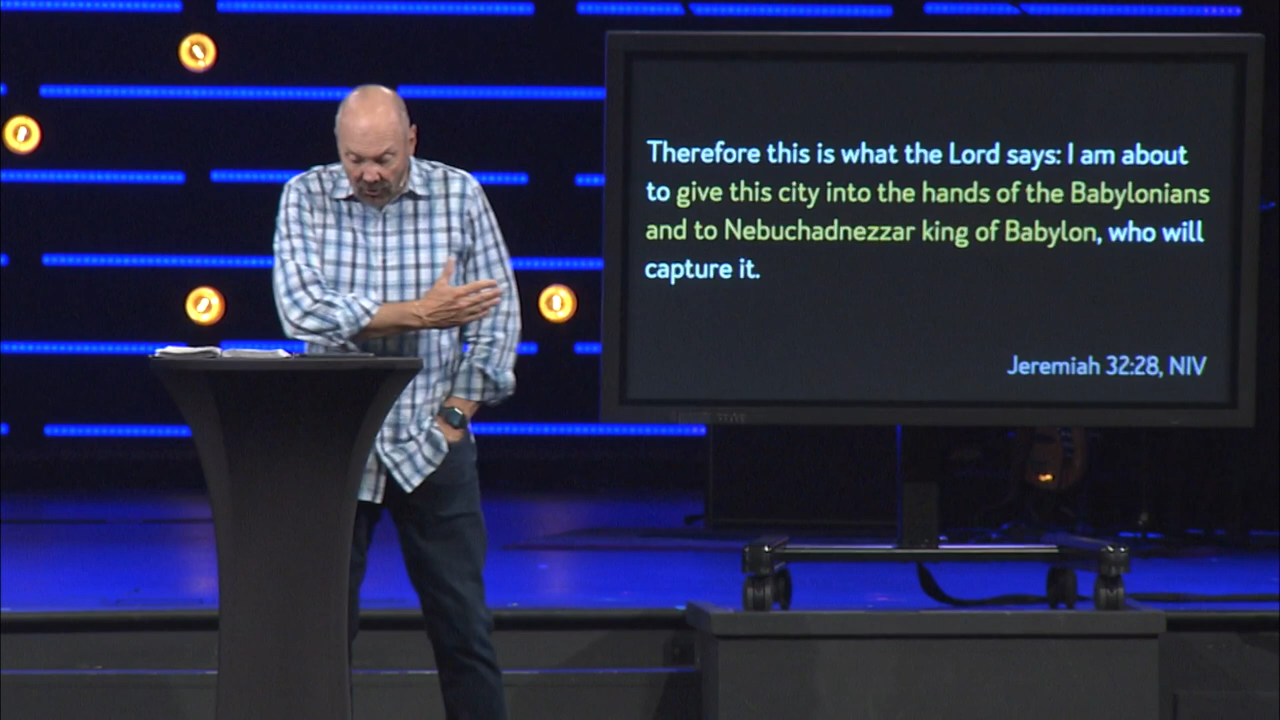 Therefore this is what the Lord says: I am about
to give this city into the hands of the Babylonians
and to Nebuchadnezzar king of Babylon, who will
capture it.
Jeremiah 32:28, NIV